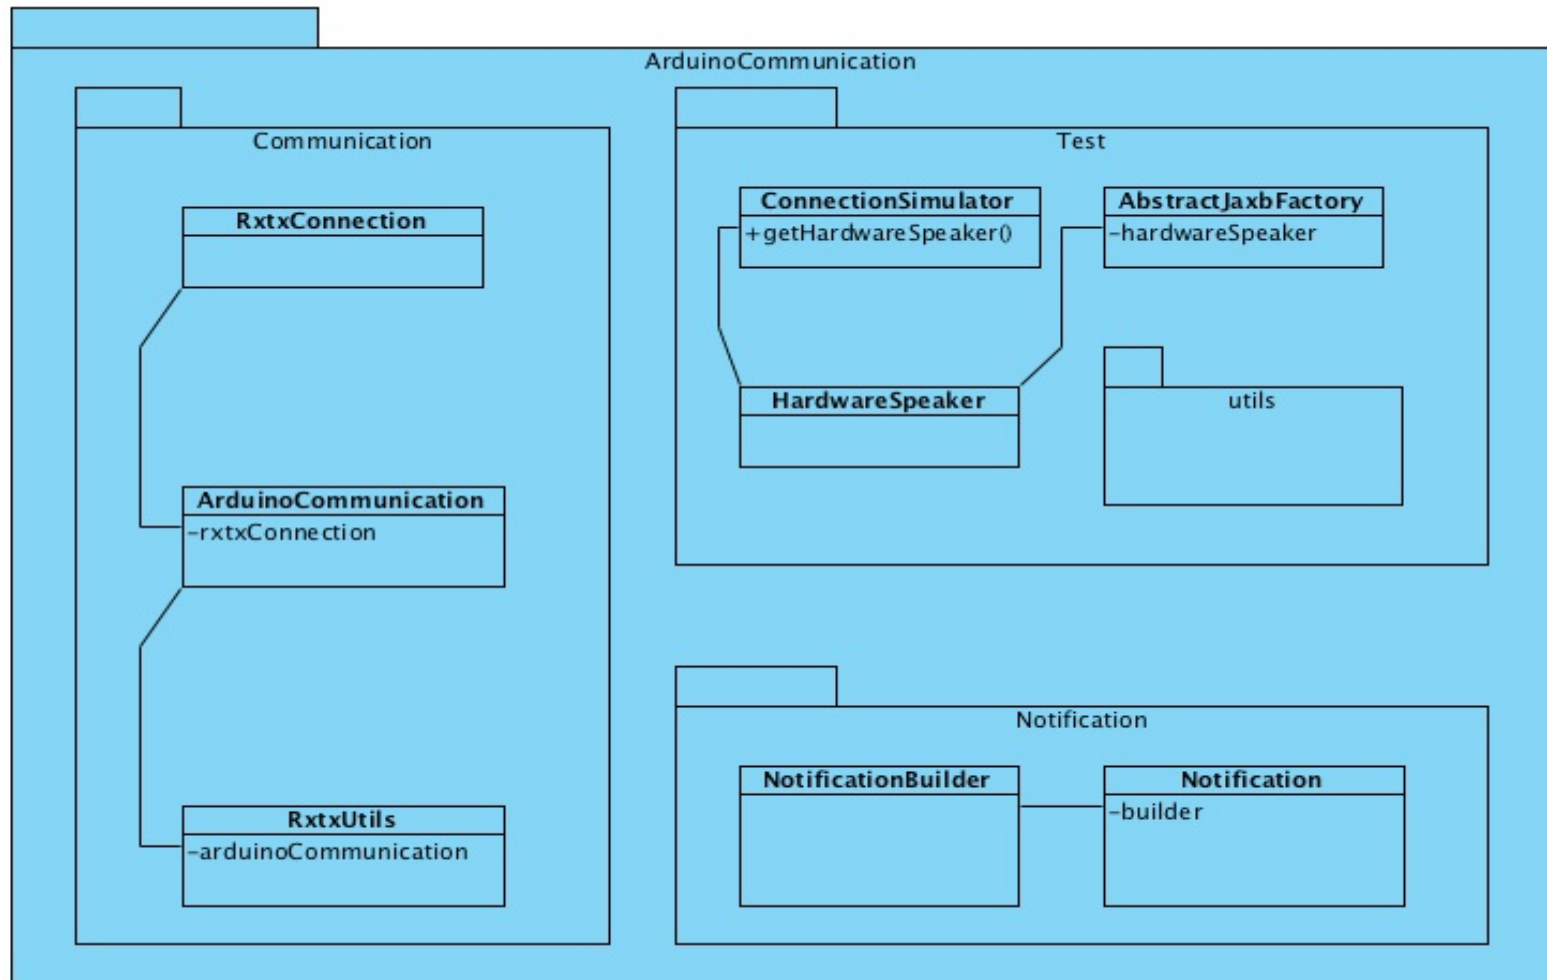 ArduinoCommunication
Communication
RxtxConnection
ArduinoCommunication
-rxtxConnection
RxtxUtils
-arduinoCommunication
Test
ConnectionSimulator
+getHardwareSpeaker()
AbstractJaxbFactory
-hardwareSpeaker
HardwareSpeaker
utils
Notification
NotificationBuilder
Notification
-builder